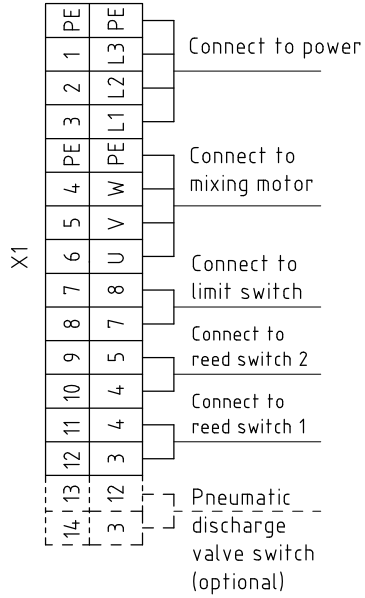 PE PE
1 L3
2 L2
3 L1
Connect to power
PE PE
4 W
5 V
6 U
Connect to
mixing motor
X1
7 8
8 7
Connect to
limit switch
9 5
10 4
Connect to
reed switch 2
11 4
12 3
Connect to
reed switch 1
13 12
14 3
Pneumatic
discharge
valve switch
(optional)